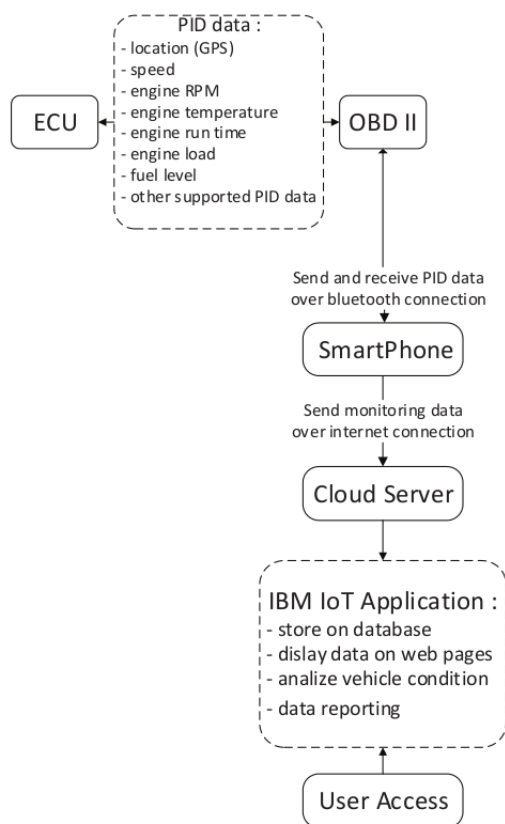 PID data :
- location (GPS)
- speed
- engine RPM
- engine temperature
- engine run time
- engine load
- fuel level
- other supported PID data
ECU
OBD II
Send and receive PID data
over bluetooth connection
SmartPhone
Send monitoring data
over internet connection
Cloud Server
IBM IoT Application :
- store on database
- dislay data on web pages
- analize vehicle condition
- data reporting
User Access